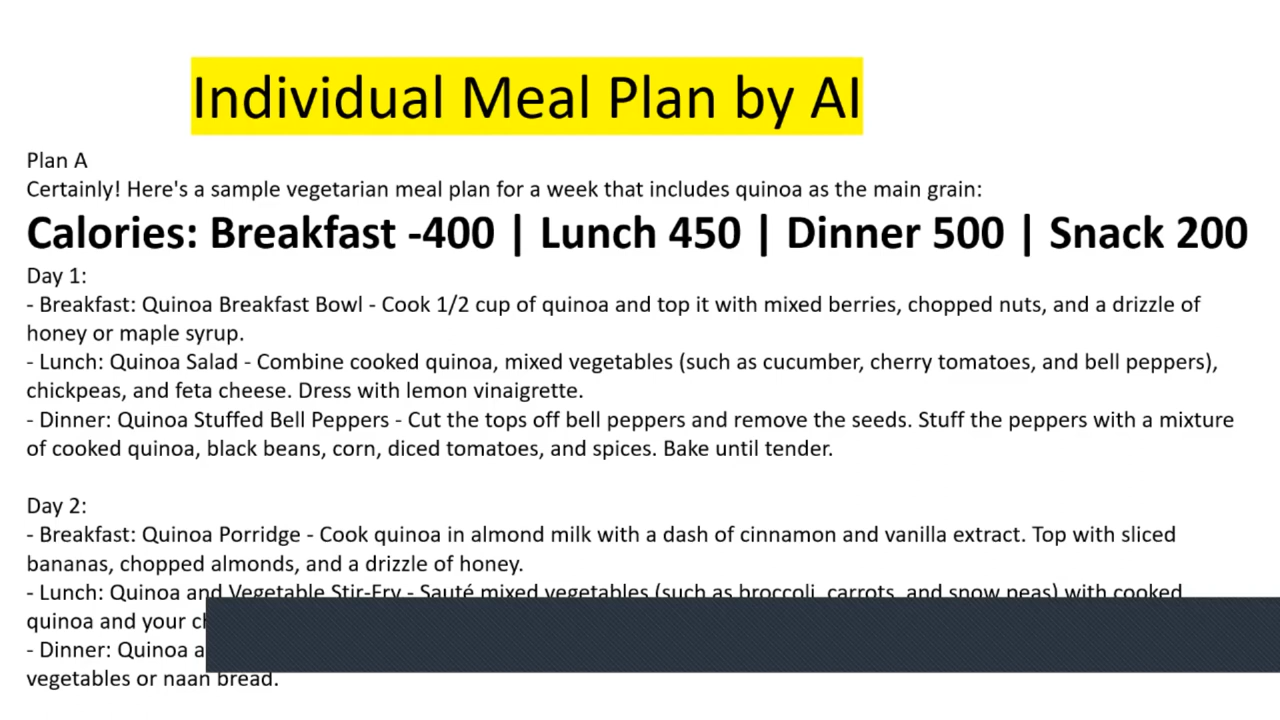 Individual Meal Plan by AI
Plan A
Certainly! Here's a sample vegetarian meal plan for a week that includes quinoa as the main grain:
Calories: Breakfast -400 | Lunch 450 | Dinner 500 | Snack 200
Day 1:
- Breakfast: Quinoa Breakfast Bowl - Cook 1/2 cup of quinoa and top it with mixed berries, chopped nuts, and a drizzle of
honey or maple syrup.
- Lunch: Quinoa Salad - Combine cooked quinoa, mixed vegetables (such as cucumber, cherry tomatoes, and bell peppers),
chickpeas, and feta cheese. Dress with lemon vinaigrette.
- Dinner: Quinoa Stuffed Bell Peppers - Cut the tops off bell peppers and remove the seeds. Stuff the peppers with a mixture
of cooked quinoa, black beans, corn, diced tomatoes, and spices. Bake until tender.
Day 2:
- Breakfast: Quinoa Porridge - Cook quinoa in almond milk with a dash of cinnamon and vanilla extract. Top with sliced
bananas, chopped almonds, and a drizzle of honey.
- Lunch: Quinoa and Vegetable Stir-Fry - Sauté mixed vegetables (such as broccoli, carrots, and snow peas) with cooked
quinoa and your
- Dinner: Quinoa
vegetables or naan bread.